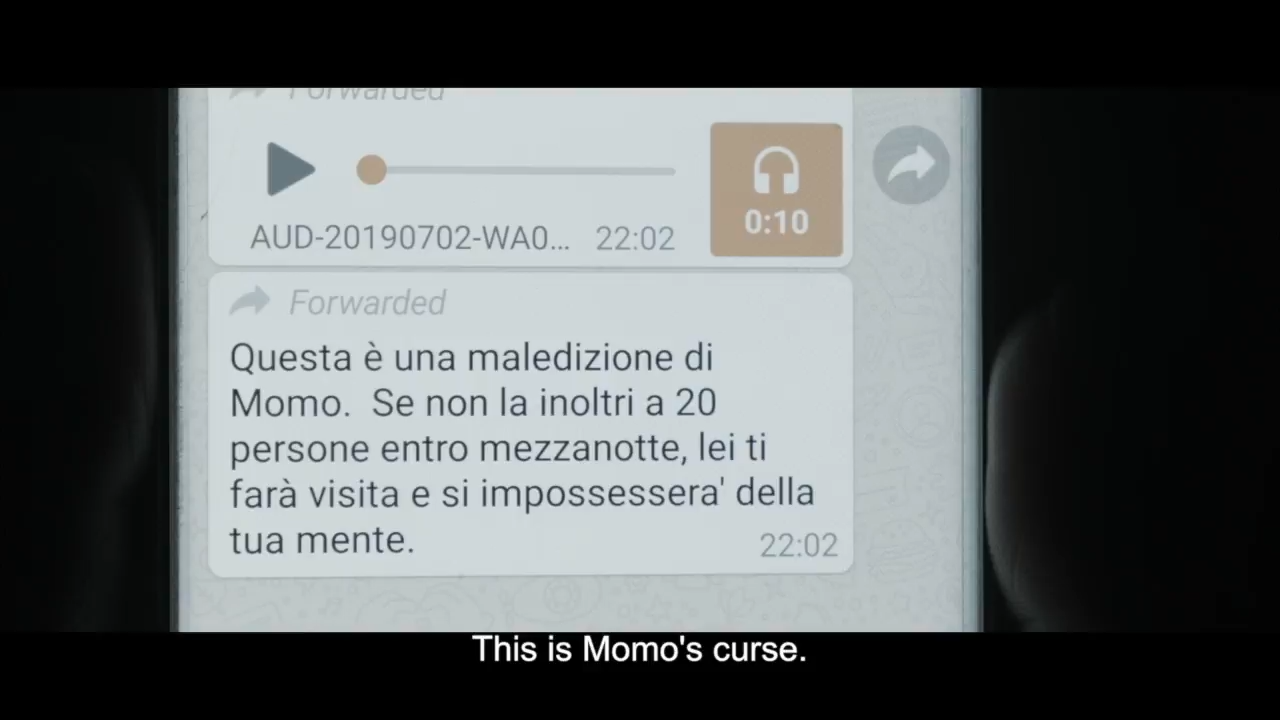 Forwarded
0:10
AUD-20190702-WA0... 22:02
Forwarded
Questa è una maledizione di
Momo.  Se non la inoltri a 20
persone entro mezzanotte, lei ti
farà visita e si impossessera' della
tua mente.
22:02
This is Momo's curse.